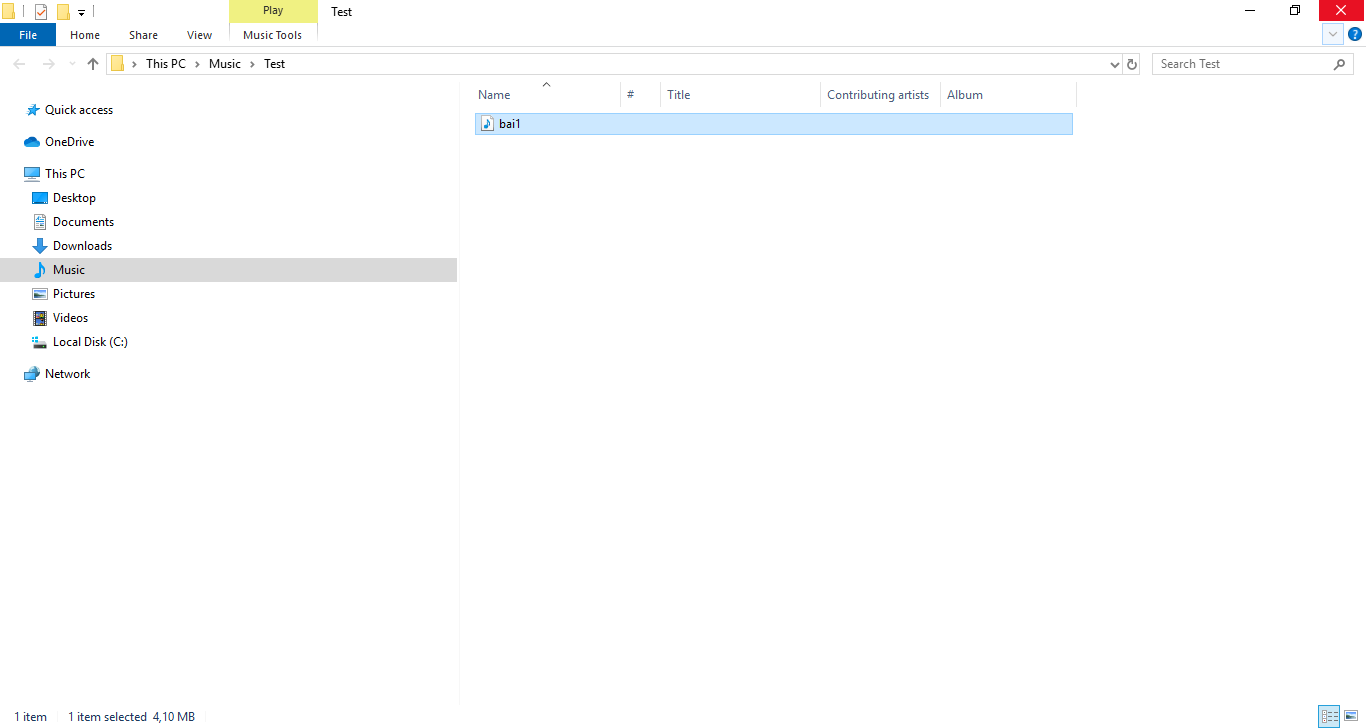 Play
Test
File
Home
Share
View
Music Tools
This PC
Music
Test
Search Test
Quick access
OneDrive
This PC
Desktop
Documents
Downloads
Music
Pictures
Videos
Local Disk (C:)
Network
Name
#
Title
Contributing artists
Album
bai1
1 item
1 item selected 4,10 MB